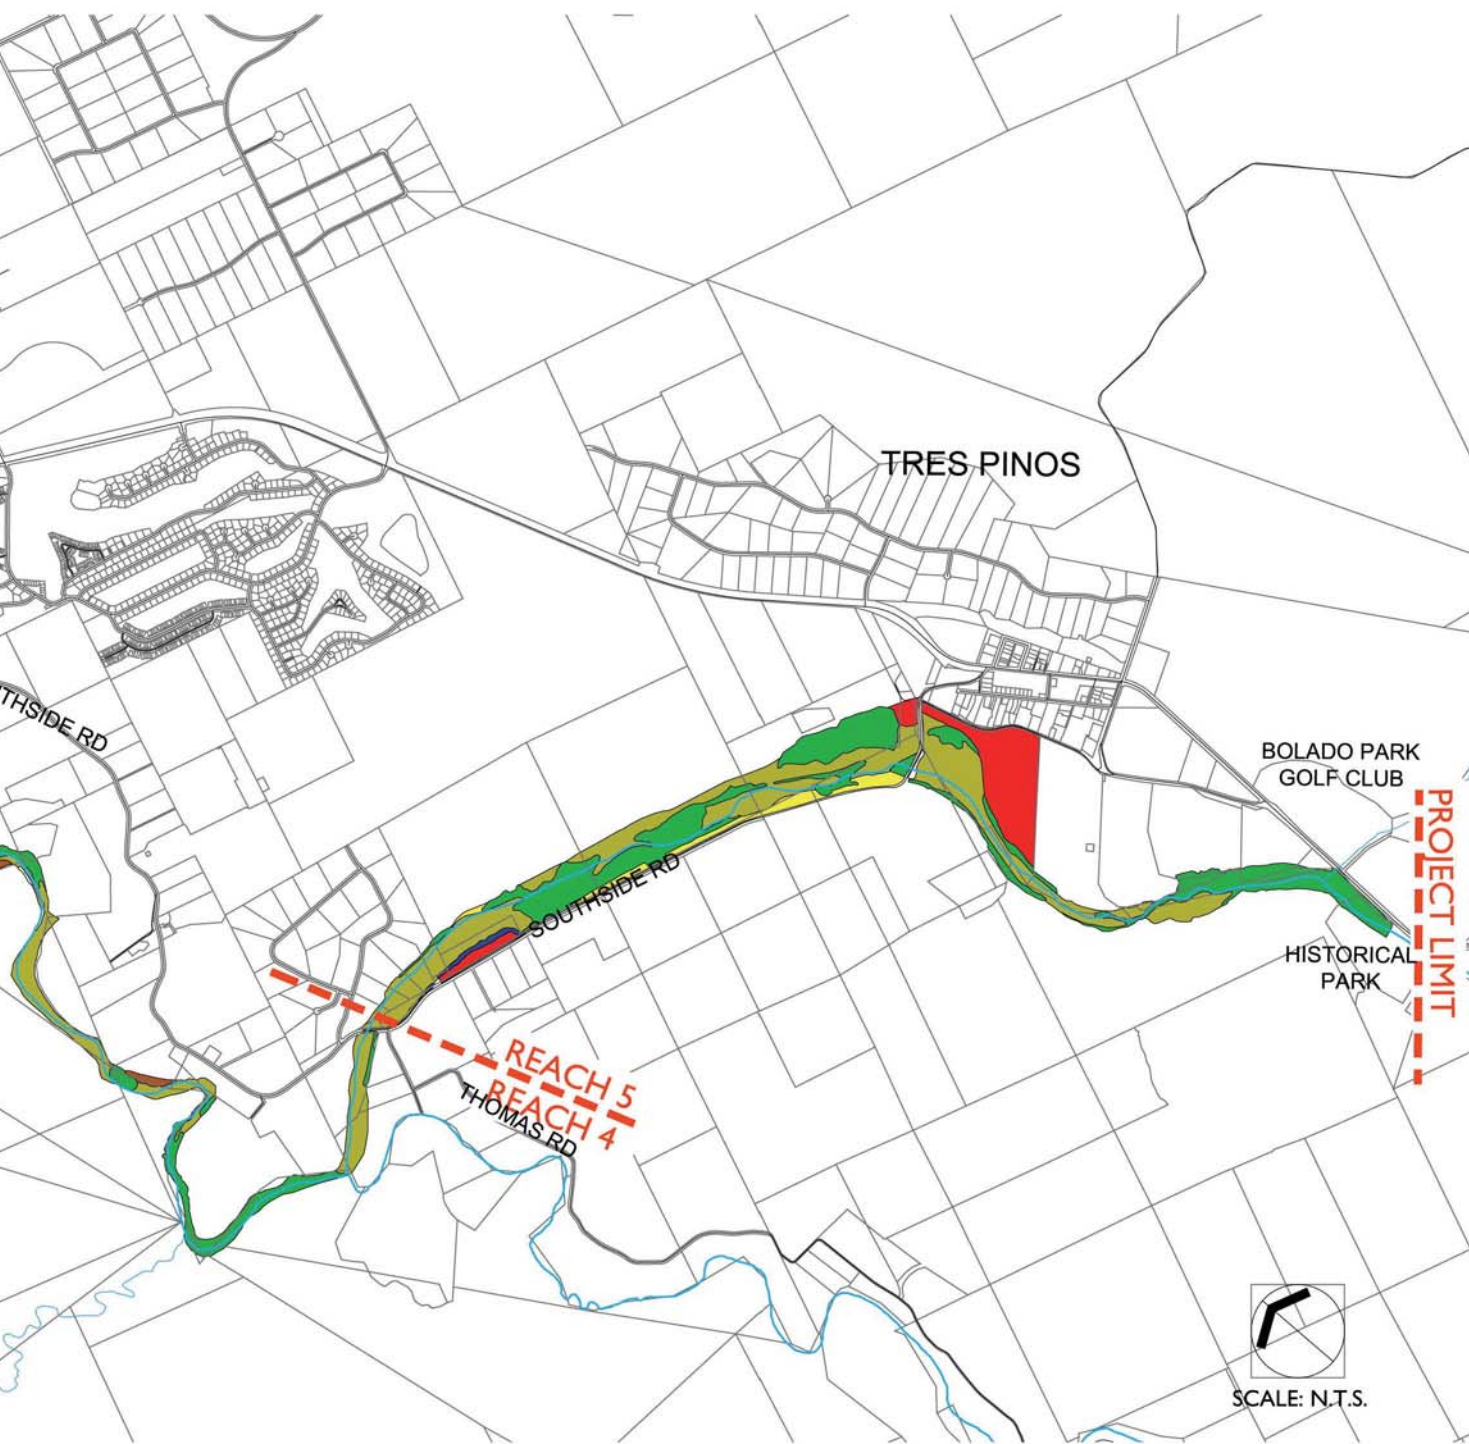 TRES PINOS
THSIDE RD
BOLADO PARK
GOLF CLUB
PROJECT LIMIT
SOUTHSIDE RD
HISTORICAL
PARK
REACH 5
REACH 4
THOMAS RD
SCALE: N.T.S.